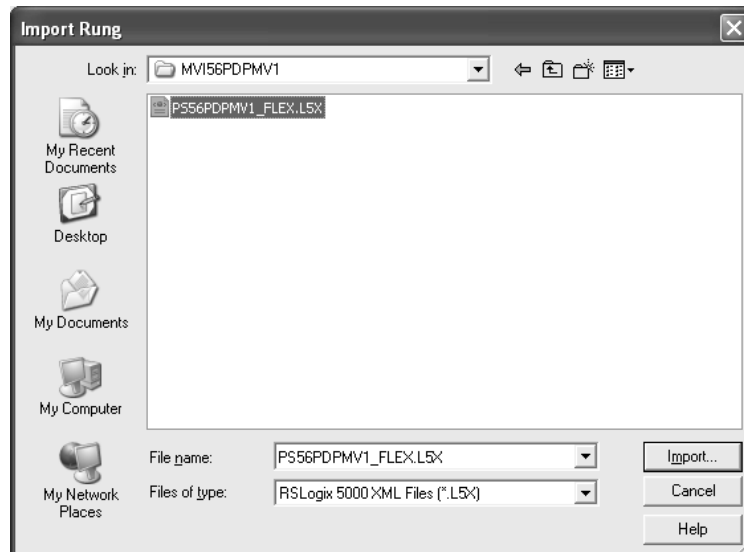 Import Rung
Look in: MVI56PDPMV1
PS56PDPMV1_FLEX.L5X
My Recent
Documents
Desktop
My Documents
My Computer
My Network
Places
File name: PS56PDPMV1_FLEX.L5X Import...
Files of type: RSLogix 5000 XML Files (*.L5X) Cancel
Help